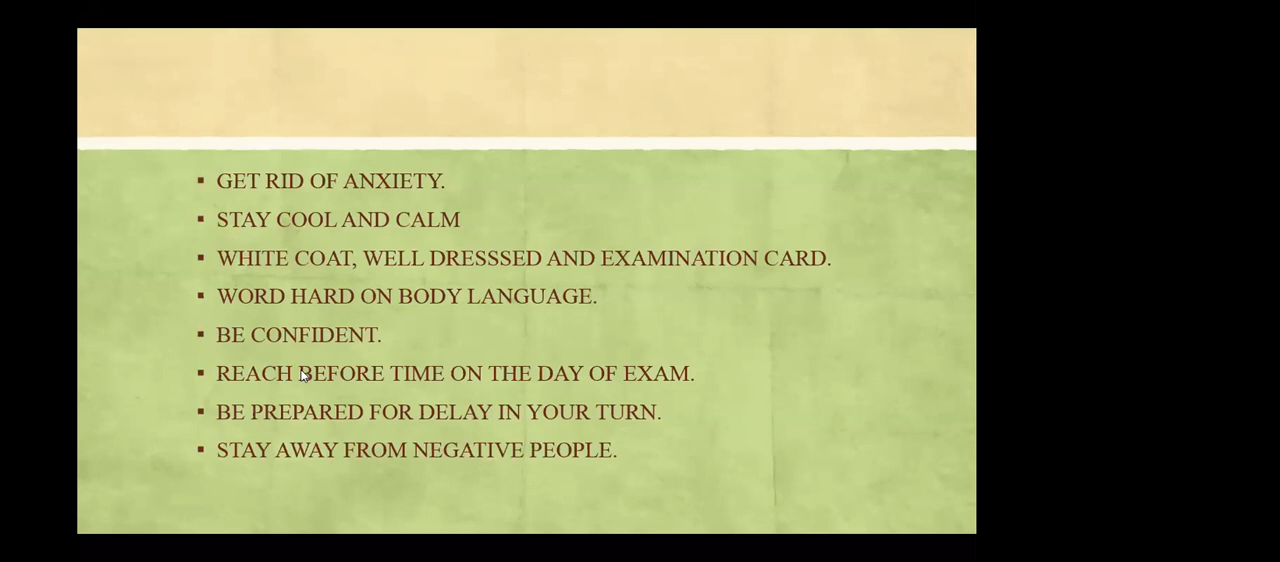 ▪ GET RID OF ANXIETY.
▪ STAY COOL AND CALM
▪ WHITE COAT, WELL DRESSSED AND EXAMINATION CARD.
▪ WORD HARD ON BODY LANGUAGE.
▪ BE CONFIDENT.
▪ REACH BEFORE TIME ON THE DAY OF EXAM.
▪ BE PREPARED FOR DELAY IN YOUR TURN.
▪ STAY AWAY FROM NEGATIVE PEOPLE.